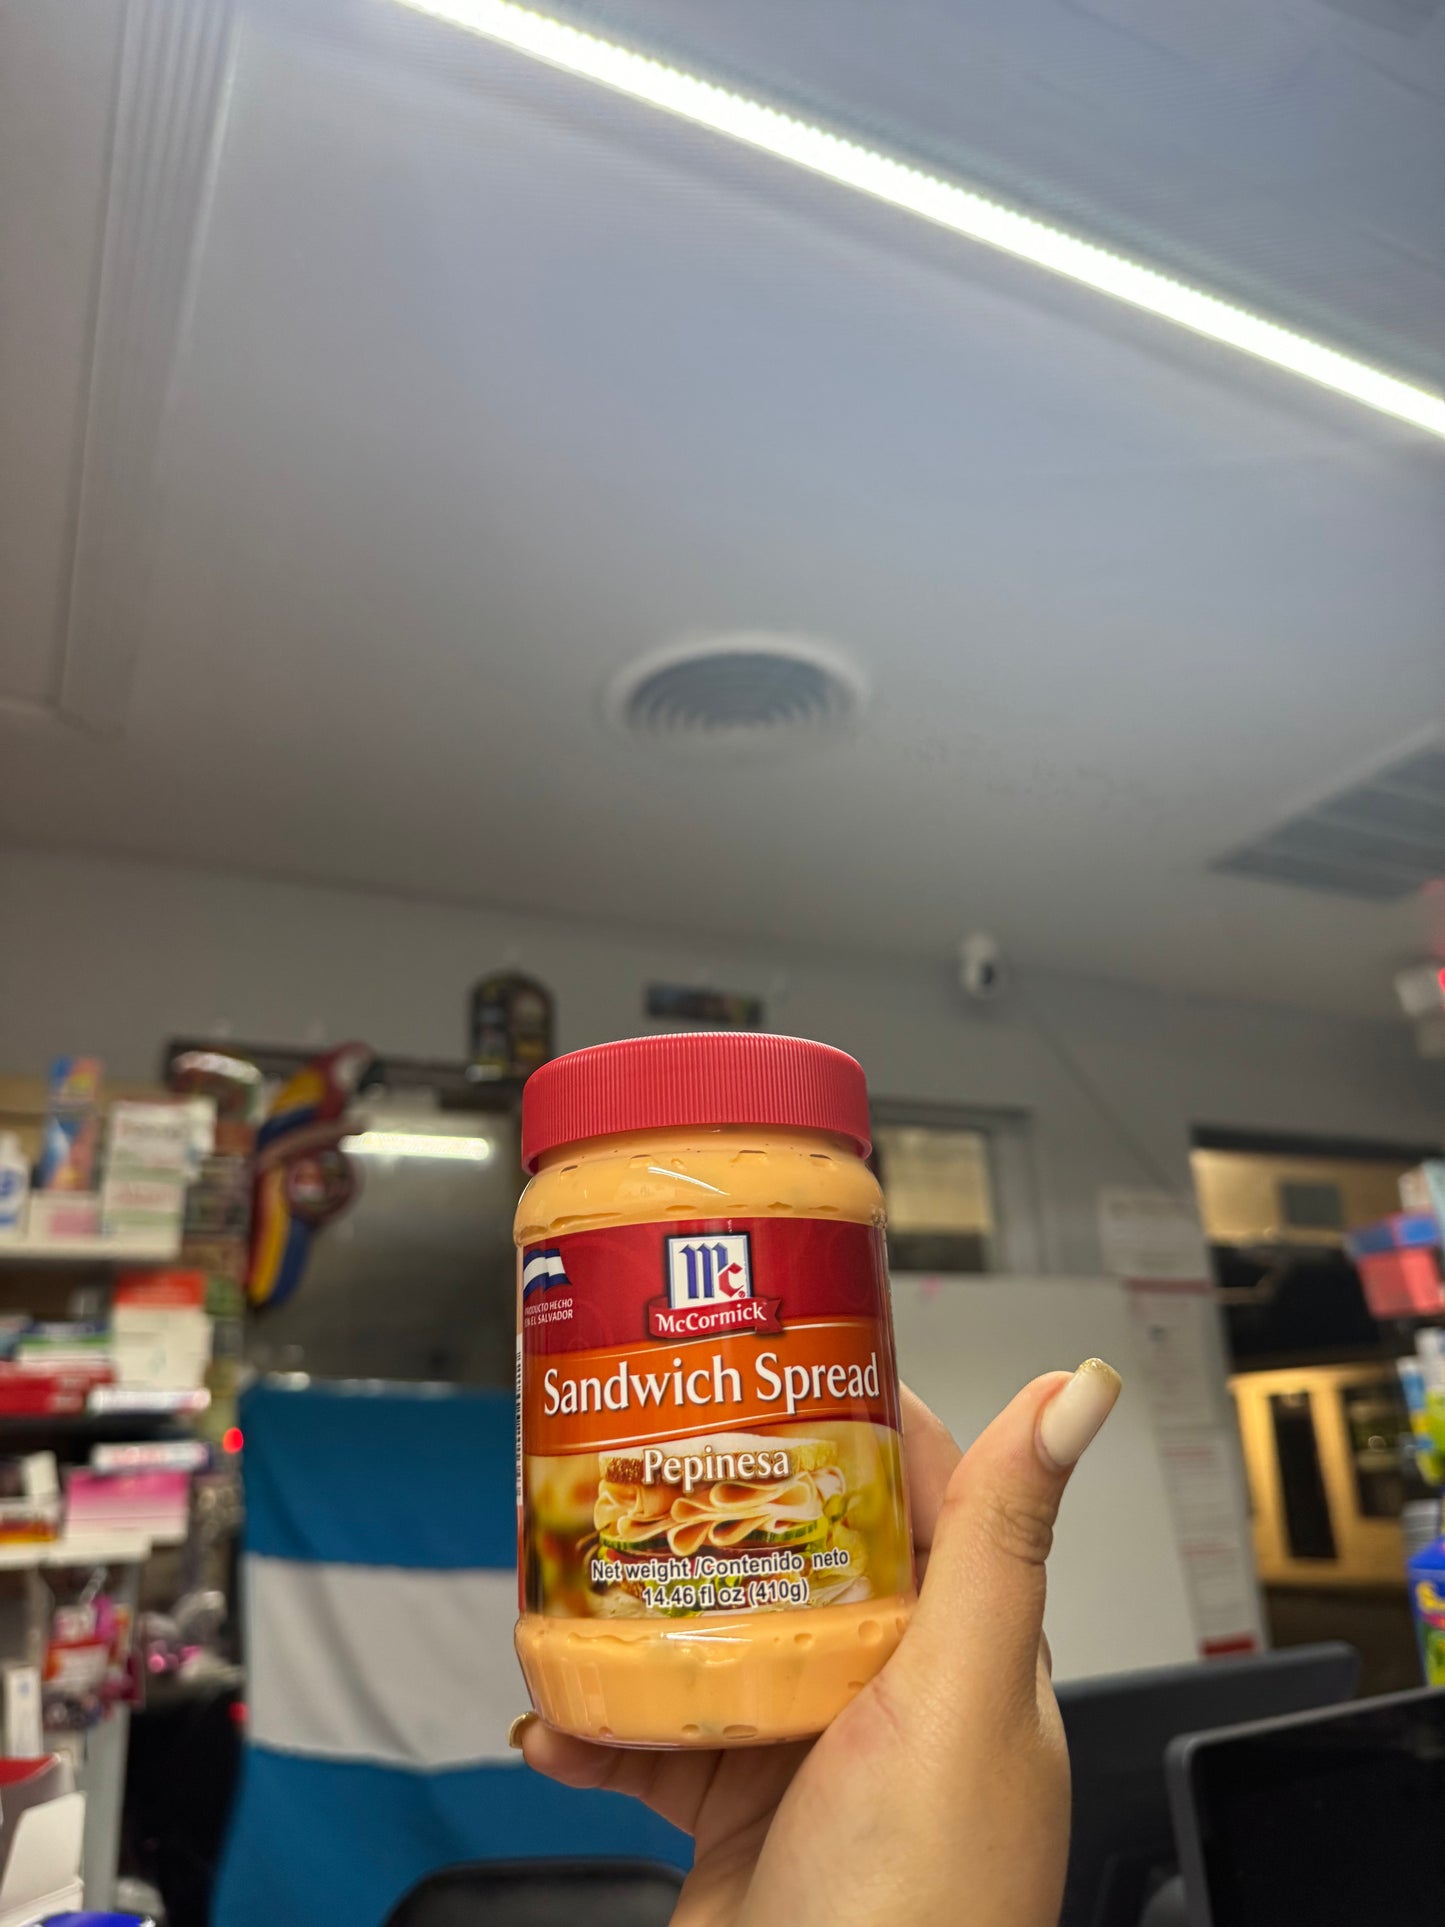 Mc
McCormick
PRODUCTO HECHO
EN EL SALVADOR
Sandwich Spread
Pepinesa
Net weight /Contenido neto
14.46 fl oz (410g)